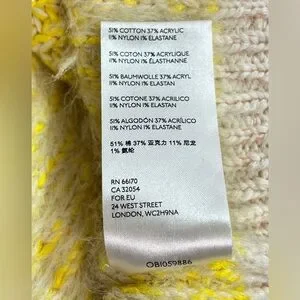 51% COTTON 37% ACRYLIC
11% NYLON 1% ELASTANE
51% COTON 37% ACRYLIQUE
11% NYLON 1% ÉLASTHANNE
51% BAUMWOLLE 37% ACRYL
11% NYLON 1% ELASTAN
51% COTONE 37% ACRILICO
11% NYLON 1% ELASTAN
51% ALGODÓN 37% ACRÍLICO
11% NYLON 1% ELASTANE
51% 棉 37% 亚克力 11% 尼龙
1% 氨纶
RN 66170
CA 32054
FOR EU
24 WEST STREET
LONDON, WC2H9NA
OB1059886